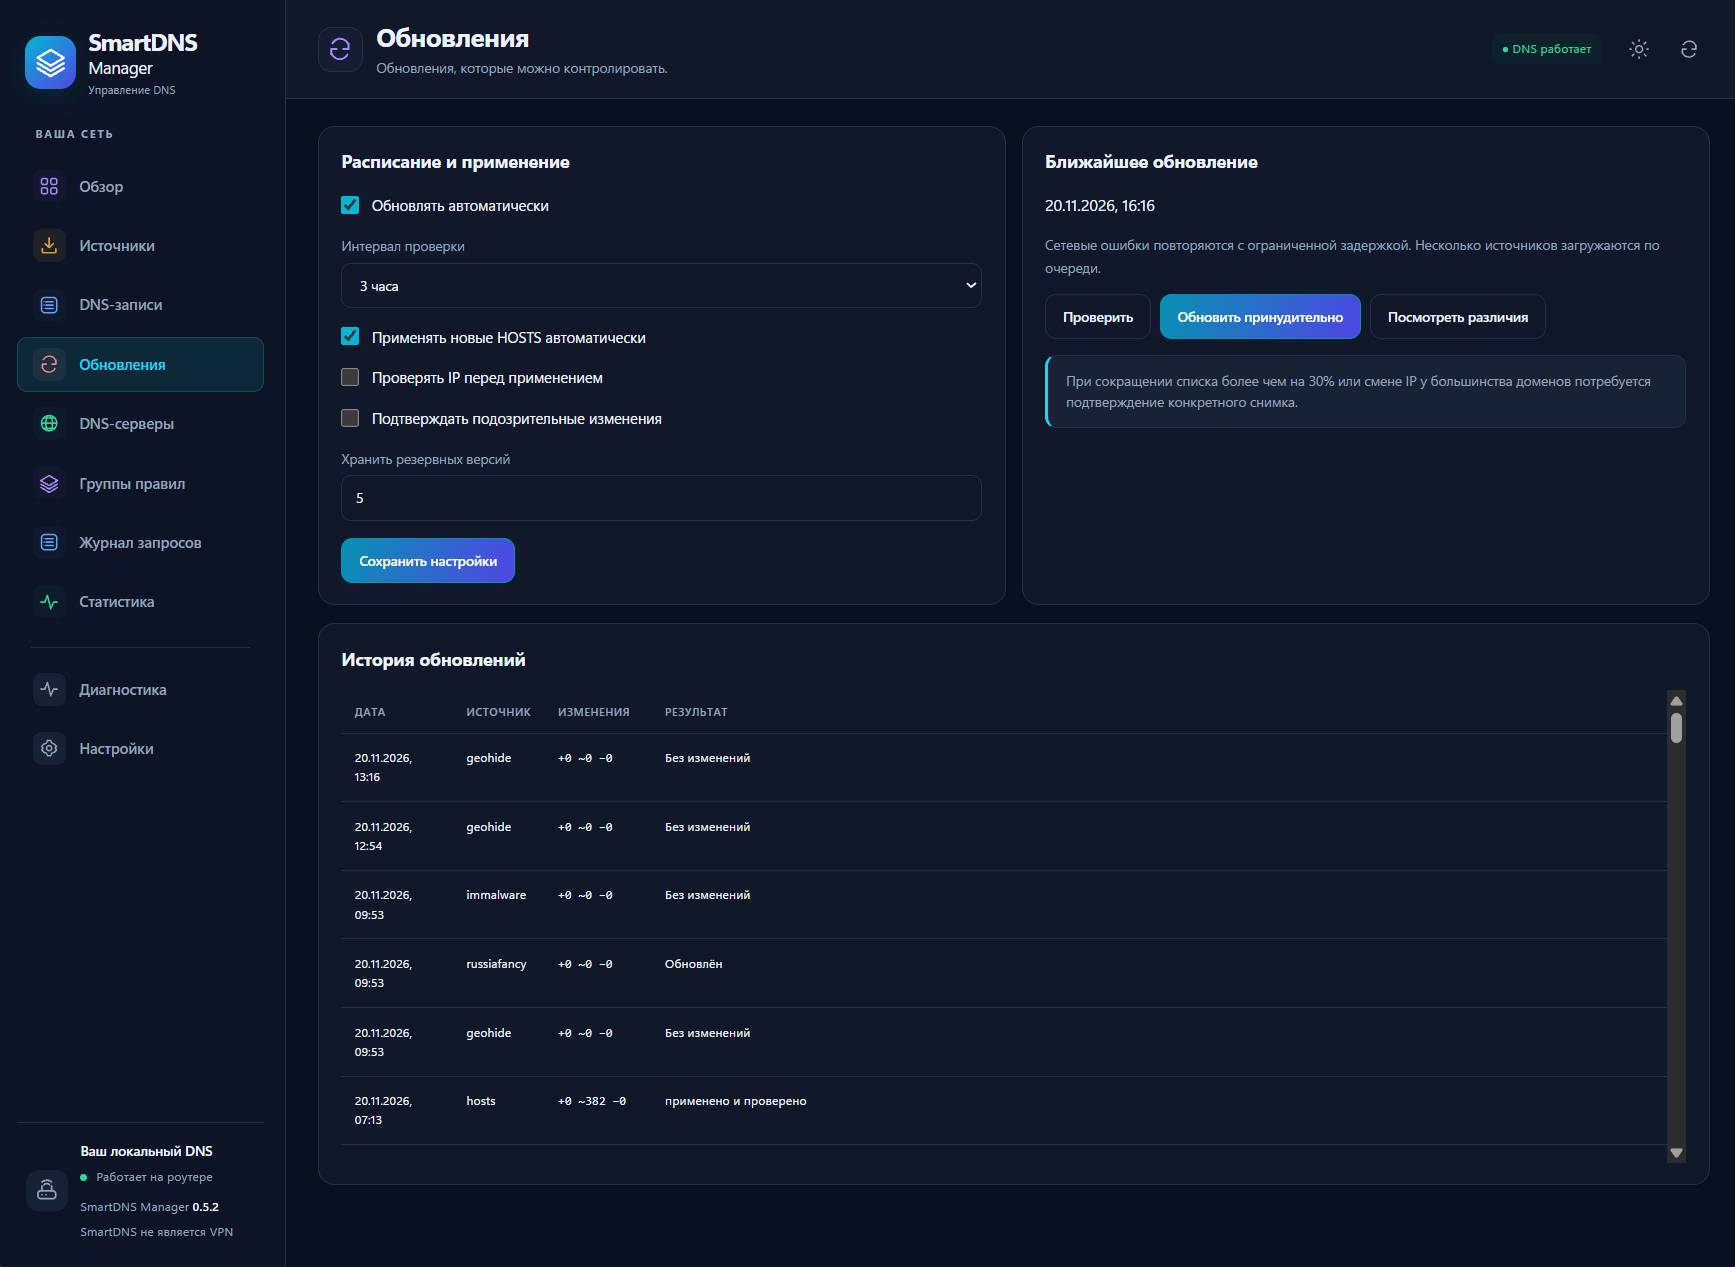 SmartDNS
Manager
Управление DNS
ВАША СЕТЬ
Обзор
Источники
DNS-записи
Обновления
DNS-серверы
Группы правил
Журнал запросов
Статистика
Диагностика
Настройки
Ваш локальный DNS
Работает на роутере
SmartDNS Manager 0.5.2
SmartDNS не является VPN
Обновления
Обновления, которые можно контролировать.
DNS работает
Расписание и применение
Обновлять автоматически
Интервал проверки
3 часа
Применять новые HOSTS автоматически
Проверять IP перед применением
Подтверждать подозрительные изменения
Хранить резервных версий
5
Сохранить настройки
Ближайшее обновление
20.11.2026, 16:16
Сетевые ошибки повторяются с ограниченной задержкой. Несколько источников загружаются по
очереди.
Проверить Обновить принудительно Посмотреть различия
При сокращении списка более чем на 30% или смене IP у большинства доменов потребуется
подтверждение конкретного снимка.
История обновлений
ДАТА ИСТОЧНИК ИЗМЕНЕНИЯ РЕЗУЛЬТАТ
20.11.2026, geohide +0 ~0 −0 Без изменений
13:16
20.11.2026, geohide +0 ~0 −0 Без изменений
12:54
20.11.2026, immalware +0 ~0 −0 Без изменений
09:53
20.11.2026, russiafancy +0 ~0 −0 Обновлён
09:53
20.11.2026, geohide +0 ~0 −0 Без изменений
09:53
20.11.2026, hosts +0 ~382 −0 применено и проверено
07:13